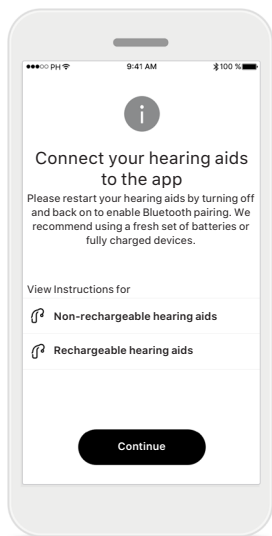 ●●●○○ PH 9:41 AM 100 %
i
Connect your hearing aids
to the app
Please restart your hearing aids by turning off
and back on to enable Bluetooth pairing. We
recommend using a fresh set of batteries or
fully charged devices.
View Instructions for
Non-rechargeable hearing aids
Rechargeable hearing aids
Continue